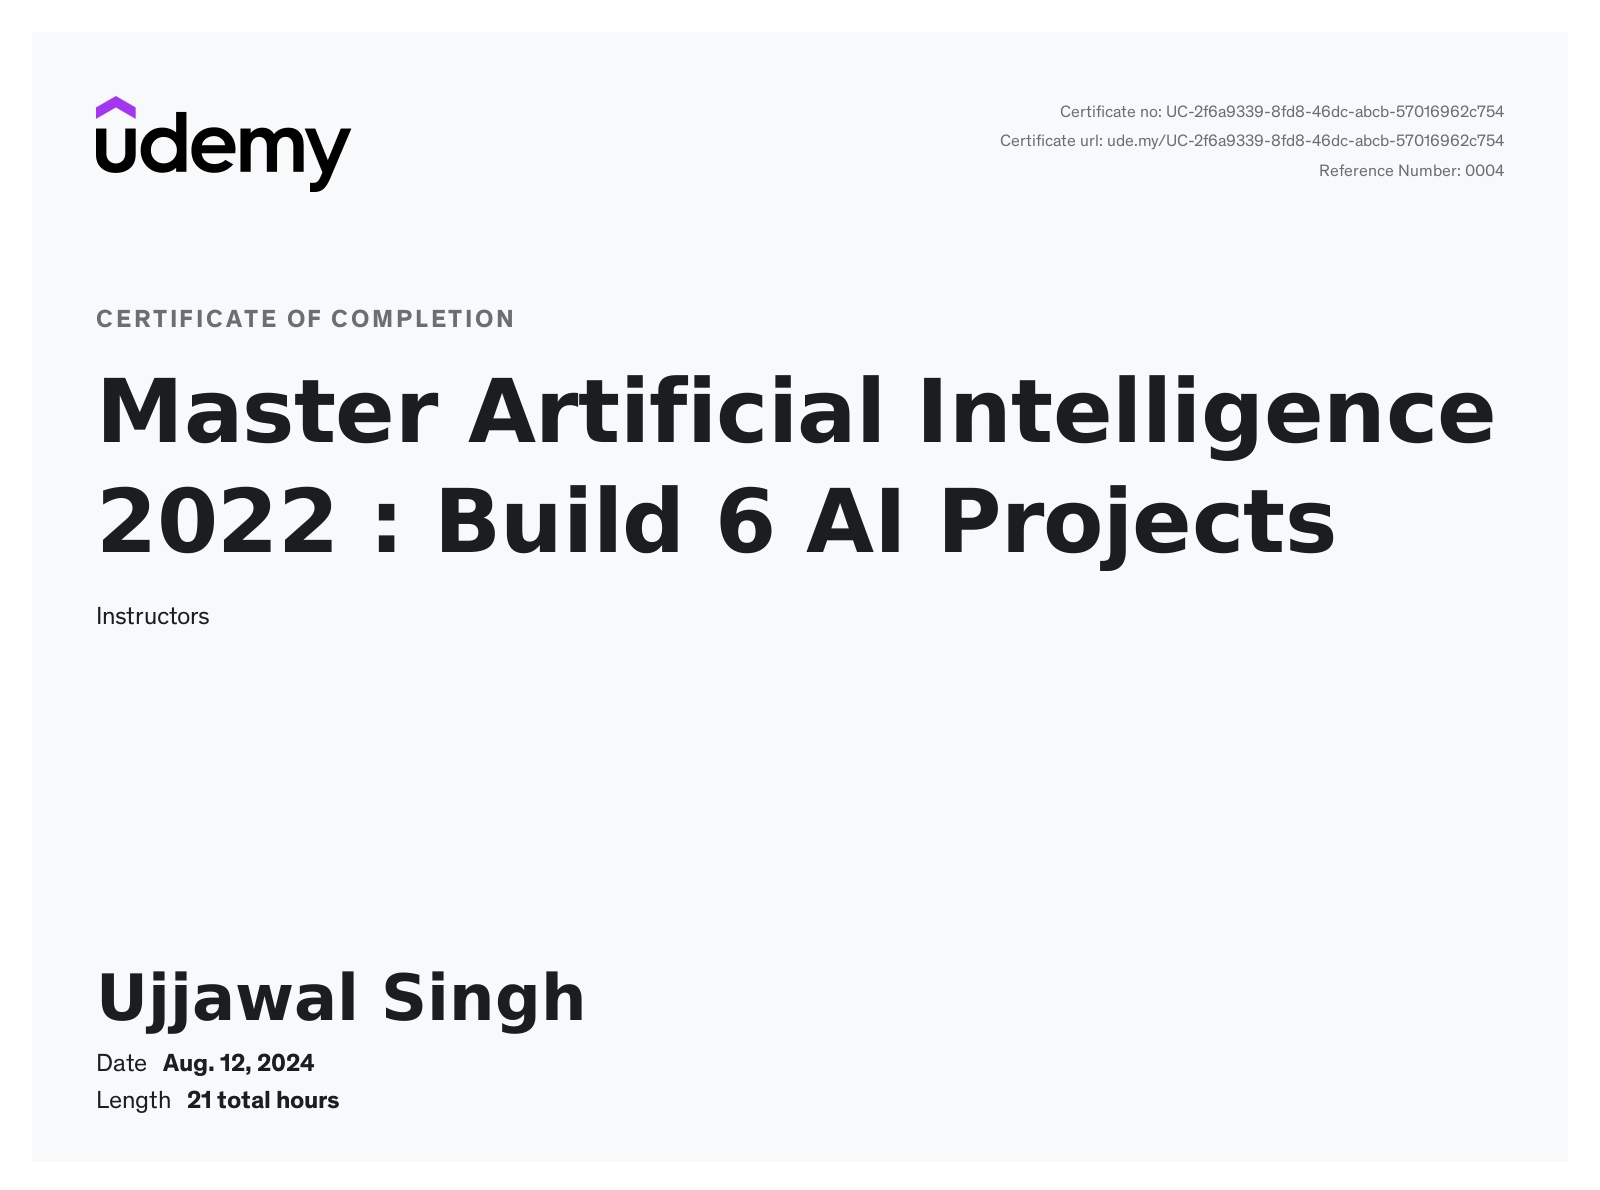 udemy
Certificate no: UC-2f6a9339-8fd8-46dc-abcb-57016962c754
Certificate url: ude.my/UC-2f6a9339-8fd8-46dc-abcb-57016962c754
Reference Number: 0004
CERTIFICATE OF COMPLETION
Master Artificial Intelligence
2022 : Build 6 AI Projects
Instructors
Ujjawal Singh
Date Aug. 12, 2024
Length 21 total hours